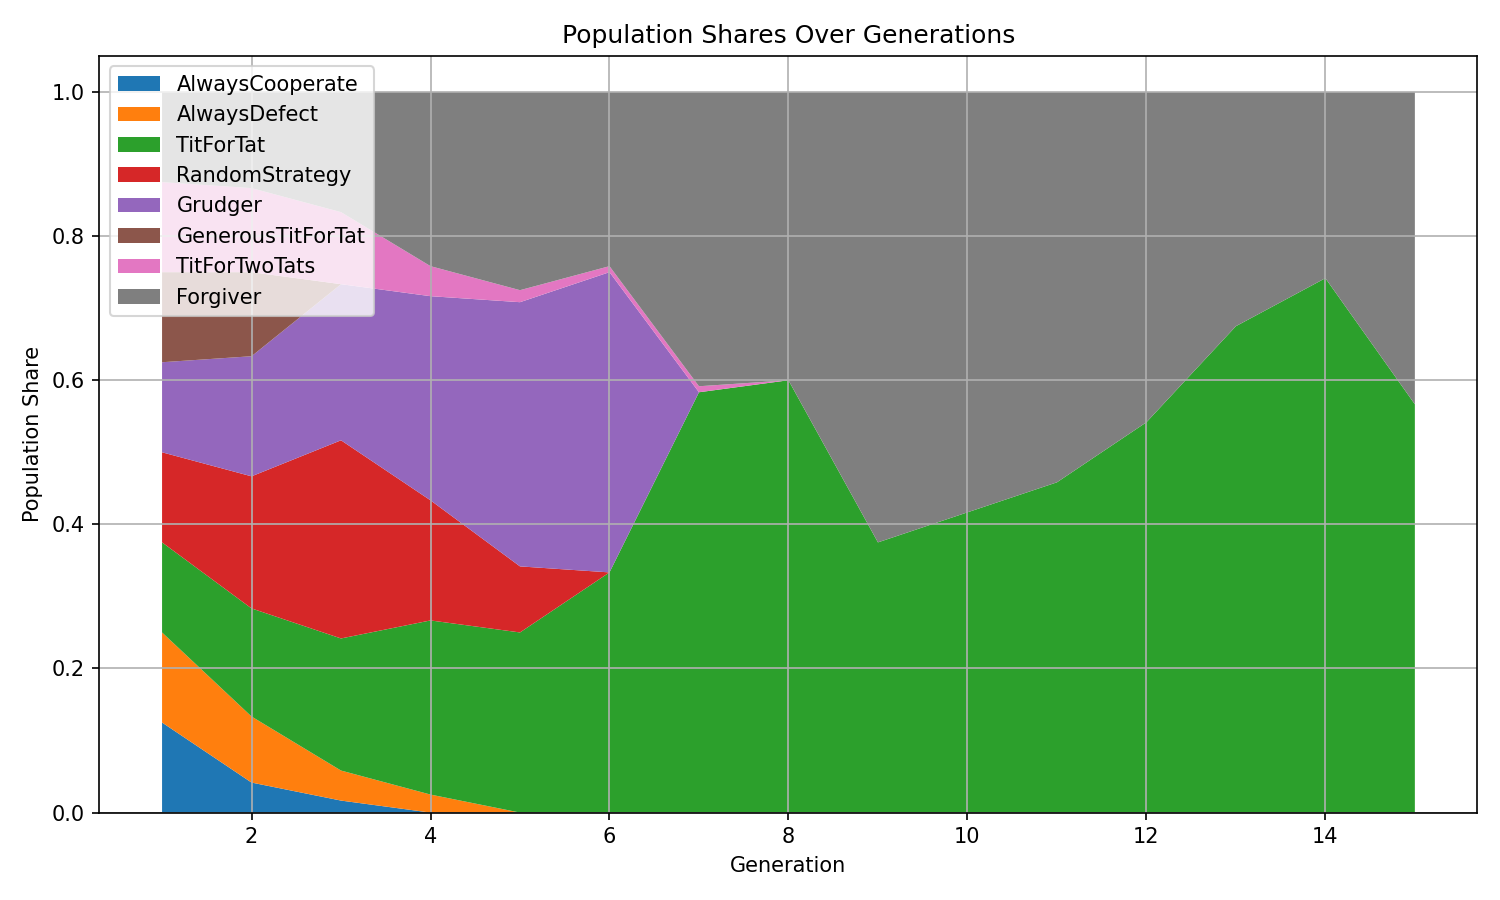 Population Shares Over Generations
AlwaysCooperate
AlwaysDefect
TitForTat
RandomStrategy
Grudger
GenerousTitForTat
TitForTwoTats
Forgiver
Population Share
1.0
0.8
0.6
0.4
0.2
0.0
2 4 6 8 10 12 14
Generation